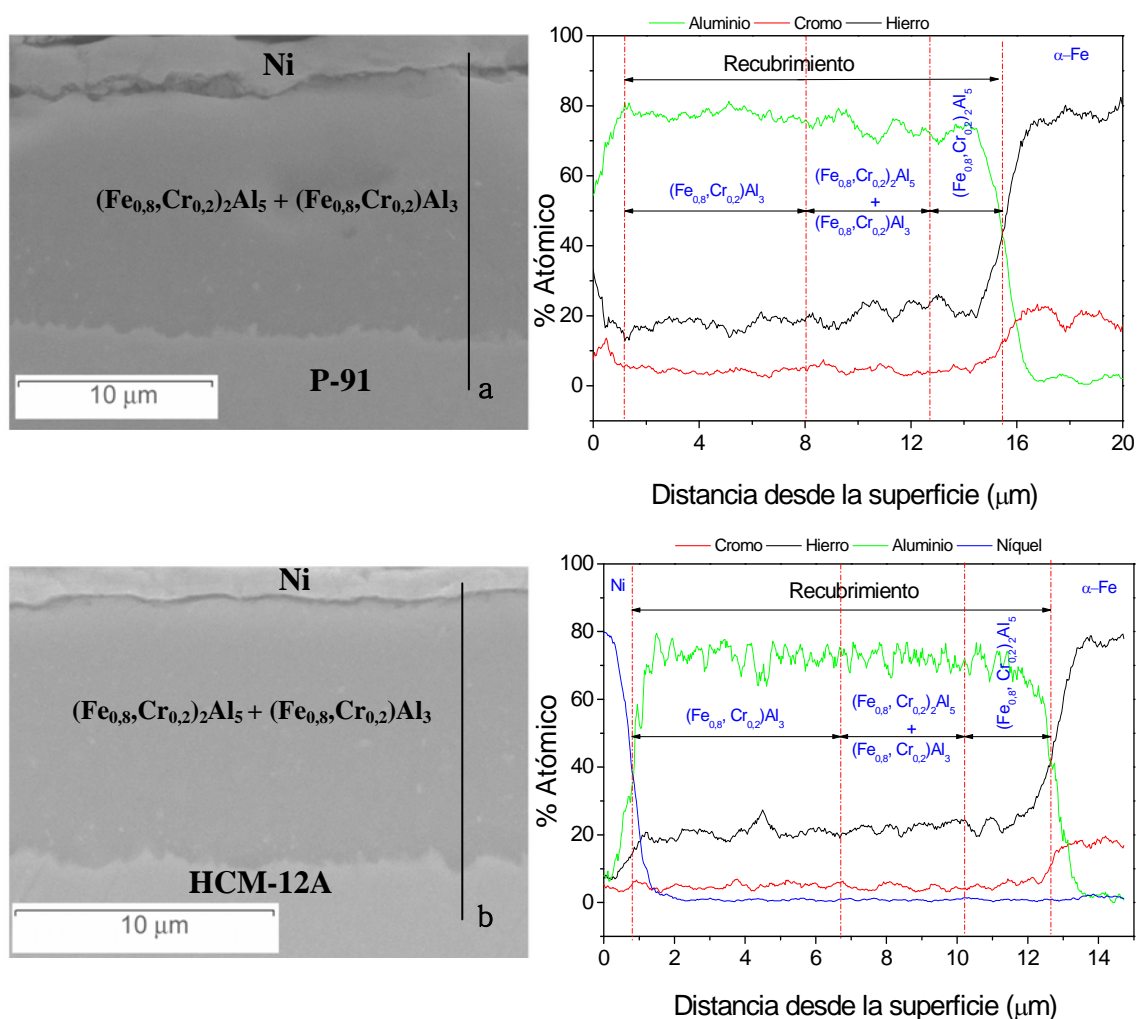 Ni
(Fe0,8,Cr0,2)2Al5 + (Fe0,8,Cr0,2)Al3
P-91
10 µm
a
Aluminio Cromo Hierro
100
80
60
40
20
0
% Atómico
Recubrimiento
α–Fe
(Fe0,8,Cr0,2)Al3
(Fe0,8,Cr0,2)2Al5
+
(Fe0,8,Cr0,2)Al3
(Fe0,8,Cr0,2)2Al5
0 4 8 12 16 20
Distancia desde la superficie (µm)
Ni
(Fe0,8,Cr0,2)2Al5 + (Fe0,8,Cr0,2)Al3
HCM-12A
10 µm
b
Cromo Hierro Aluminio Níquel
100
80
60
40
20
0
% Atómico
Ni
Recubrimiento
α–Fe
(Fe0,8, Cr0,2)Al3
(Fe0,8, Cr0,2)2Al5
+
(Fe0,8, Cr0,2)Al3
(Fe0,8, Cr0,2)2Al5
0 2 4 6 8 10 12 14
Distancia desde la superficie (µm)